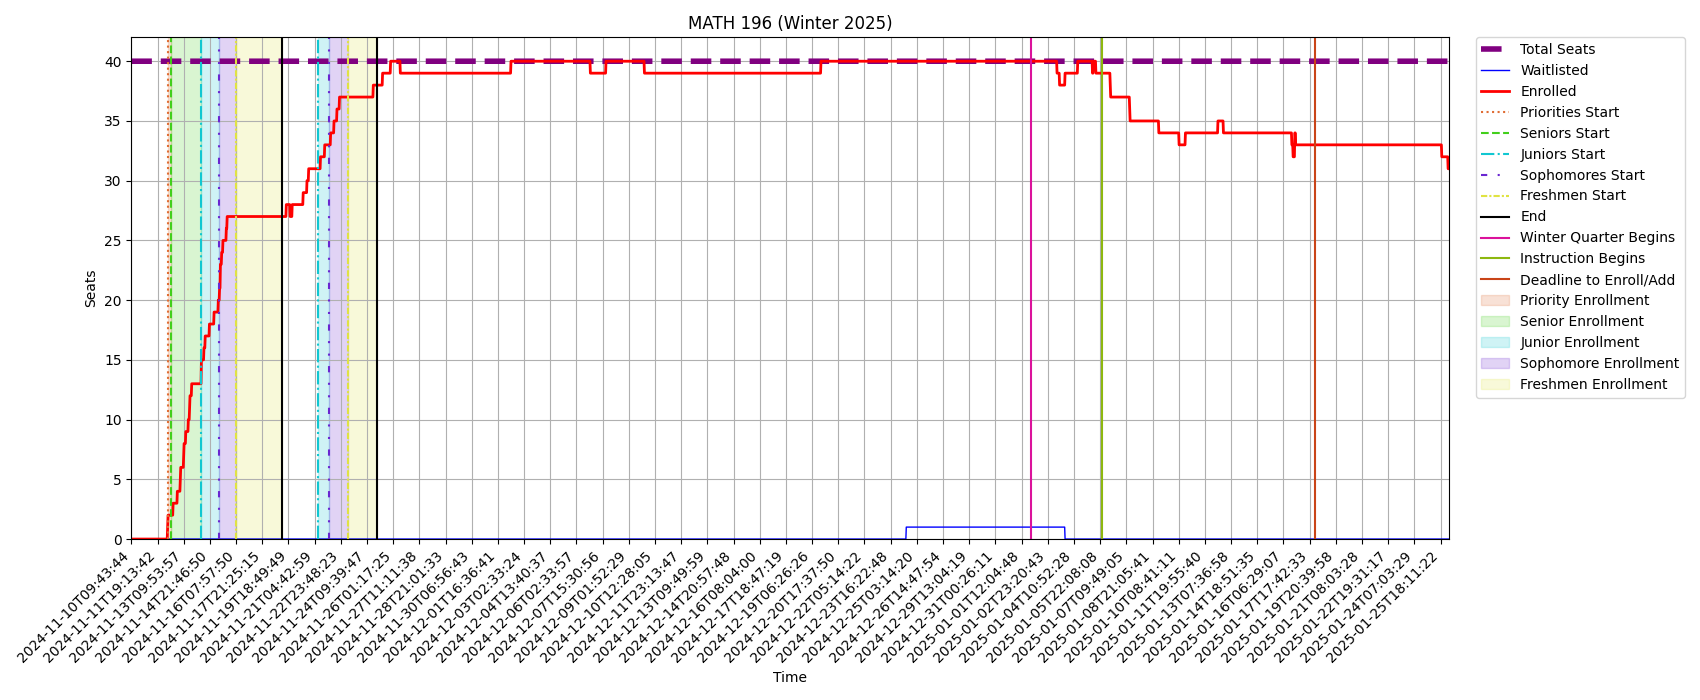 MATH 196 (Winter 2025)
Seats
40
35
30
25
20
15
10
5
0
2024-11-10T09:43:44
2024-11-11T19:13:42
2024-11-13T09:53:57
2024-11-14T21:46:50
2024-11-16T07:57:50
2024-11-17T21:25:15
2024-11-19T18:49:49
2024-11-21T04:42:59
2024-11-22T23:48:23
2024-11-24T09:39:47
2024-11-26T01:17:25
2024-11-27T11:11:38
2024-11-28T21:01:33
2024-11-30T06:56:43
2024-12-01T16:36:41
2024-12-03T02:33:24
2024-12-04T13:40:37
2024-12-06T02:33:57
2024-12-07T15:30:56
2024-12-09T01:52:29
2024-12-10T12:28:05
2024-12-11T23:13:47
2024-12-13T09:49:59
2024-12-14T20:57:48
2024-12-16T08:04:00
2024-12-17T18:47:19
2024-12-19T06:26:26
2024-12-20T17:37:50
2024-12-22T05:14:22
2024-12-23T16:22:48
2024-12-25T03:14:20
2024-12-26T14:47:54
2024-12-29T13:04:19
2024-12-31T00:26:11
2025-01-01T12:04:48
2025-01-02T23:20:43
2025-01-04T10:52:28
2025-01-05T22:08:08
2025-01-07T09:49:05
2025-01-08T21:05:41
2025-01-10T08:41:11
2025-01-11T19:55:40
2025-01-13T07:36:58
2025-01-14T18:51:35
2025-01-16T06:29:07
2025-01-17T17:42:33
2025-01-19T20:39:58
2025-01-21T08:03:28
2025-01-22T19:31:17
2025-01-24T07:03:29
2025-01-25T18:11:22
Time
Total Seats
Waitlisted
Enrolled
Priorities Start
Seniors Start
Juniors Start
Sophomores Start
Freshmen Start
End
Winter Quarter Begins
Instruction Begins
Deadline to Enroll/Add
Priority Enrollment
Senior Enrollment
Junior Enrollment
Sophomore Enrollment
Freshmen Enrollment